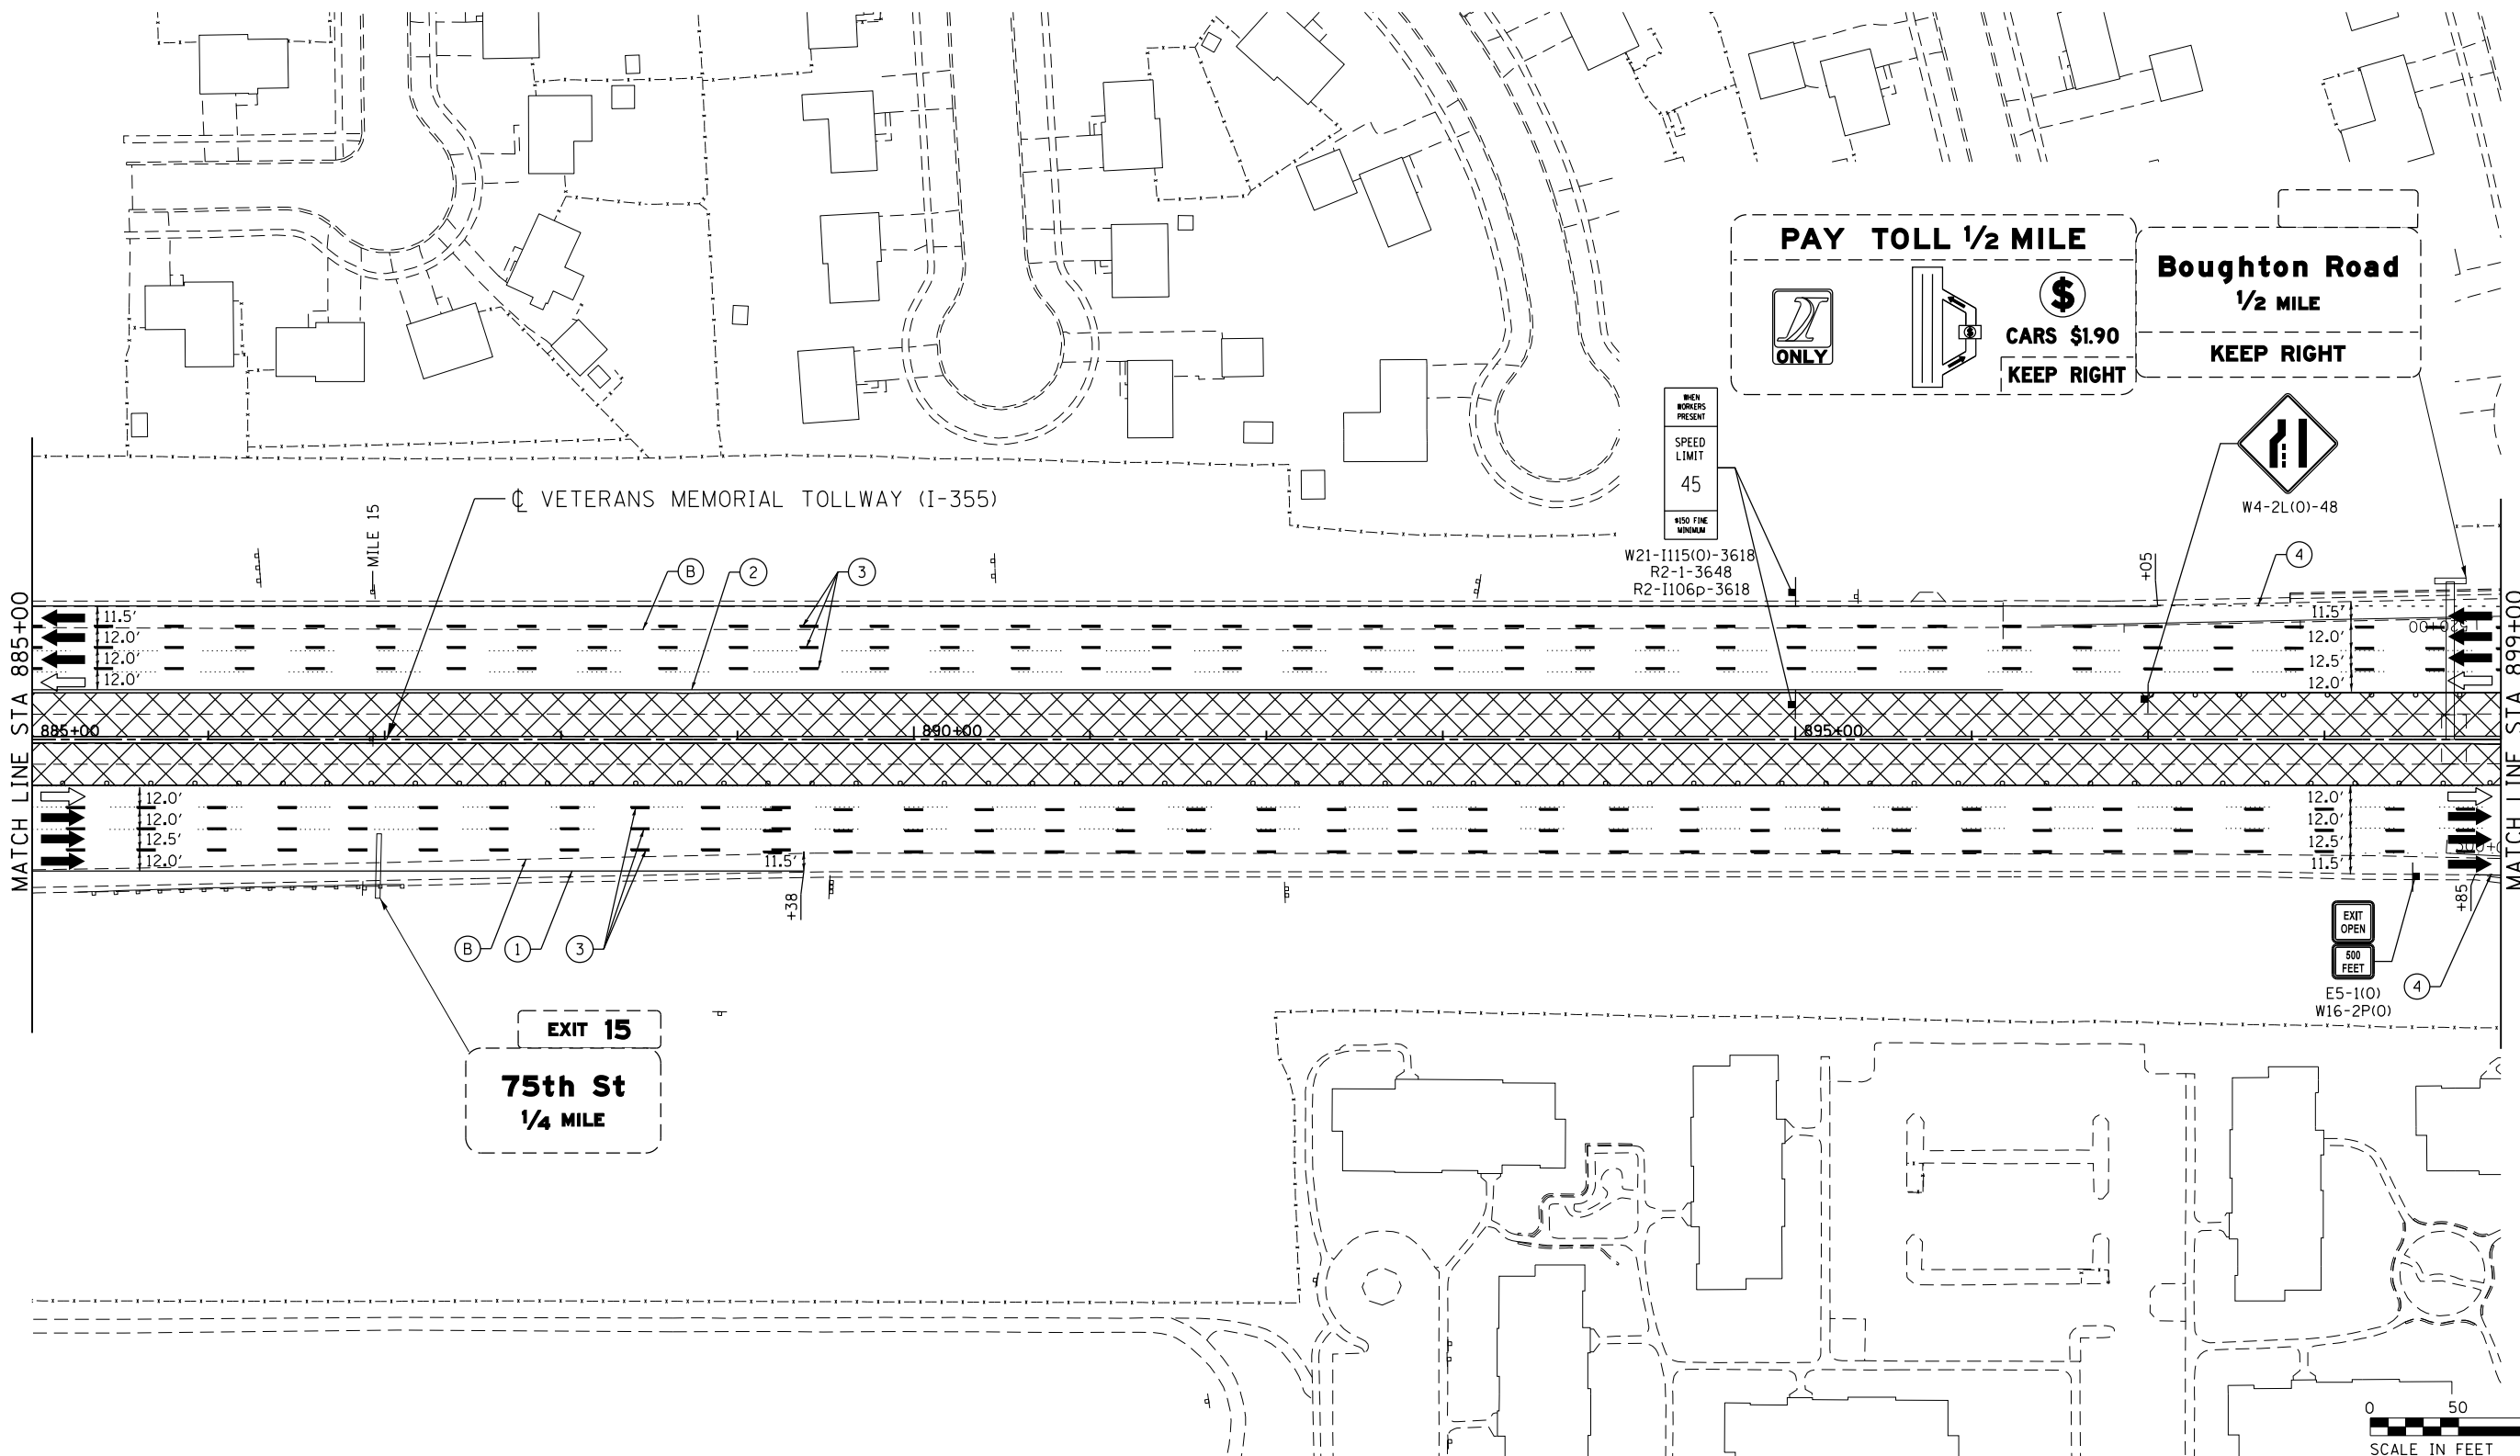 PAY TOLL 1/2 MILE
ONLY
$
$
CARS $1.90
KEEP RIGHT
Boughton Road
1/2 MILE
KEEP RIGHT
WHEN
WORKERS
PRESENT
SPEED
LIMIT
45
$150 FINE
MINIMUM
W21-I115(O)-3618
R2-1-3648
R2-I106p-3618
W4-2L(O)-48
℄ VETERANS MEMORIAL TOLLWAY (I-355)
MILE 15
B
2
3
+05
4
MATCH LINE STA 885+00
MATCH LINE STA 899+00
11.5'
12.0'
12.0'
12.0'
11.5'
12.0'
12.5'
12.0'
885+00
890+00
895+00
12.0'
12.0'
12.5'
12.0'
11.5'
12.0'
12.0'
12.5'
11.5'
+38
+85
B
1
3
EXIT
OPEN
500
FEET
E5-1(O)
W16-2P(O)
4
EXIT 15
75th St
1/4 MILE
0 50
SCALE IN FEET